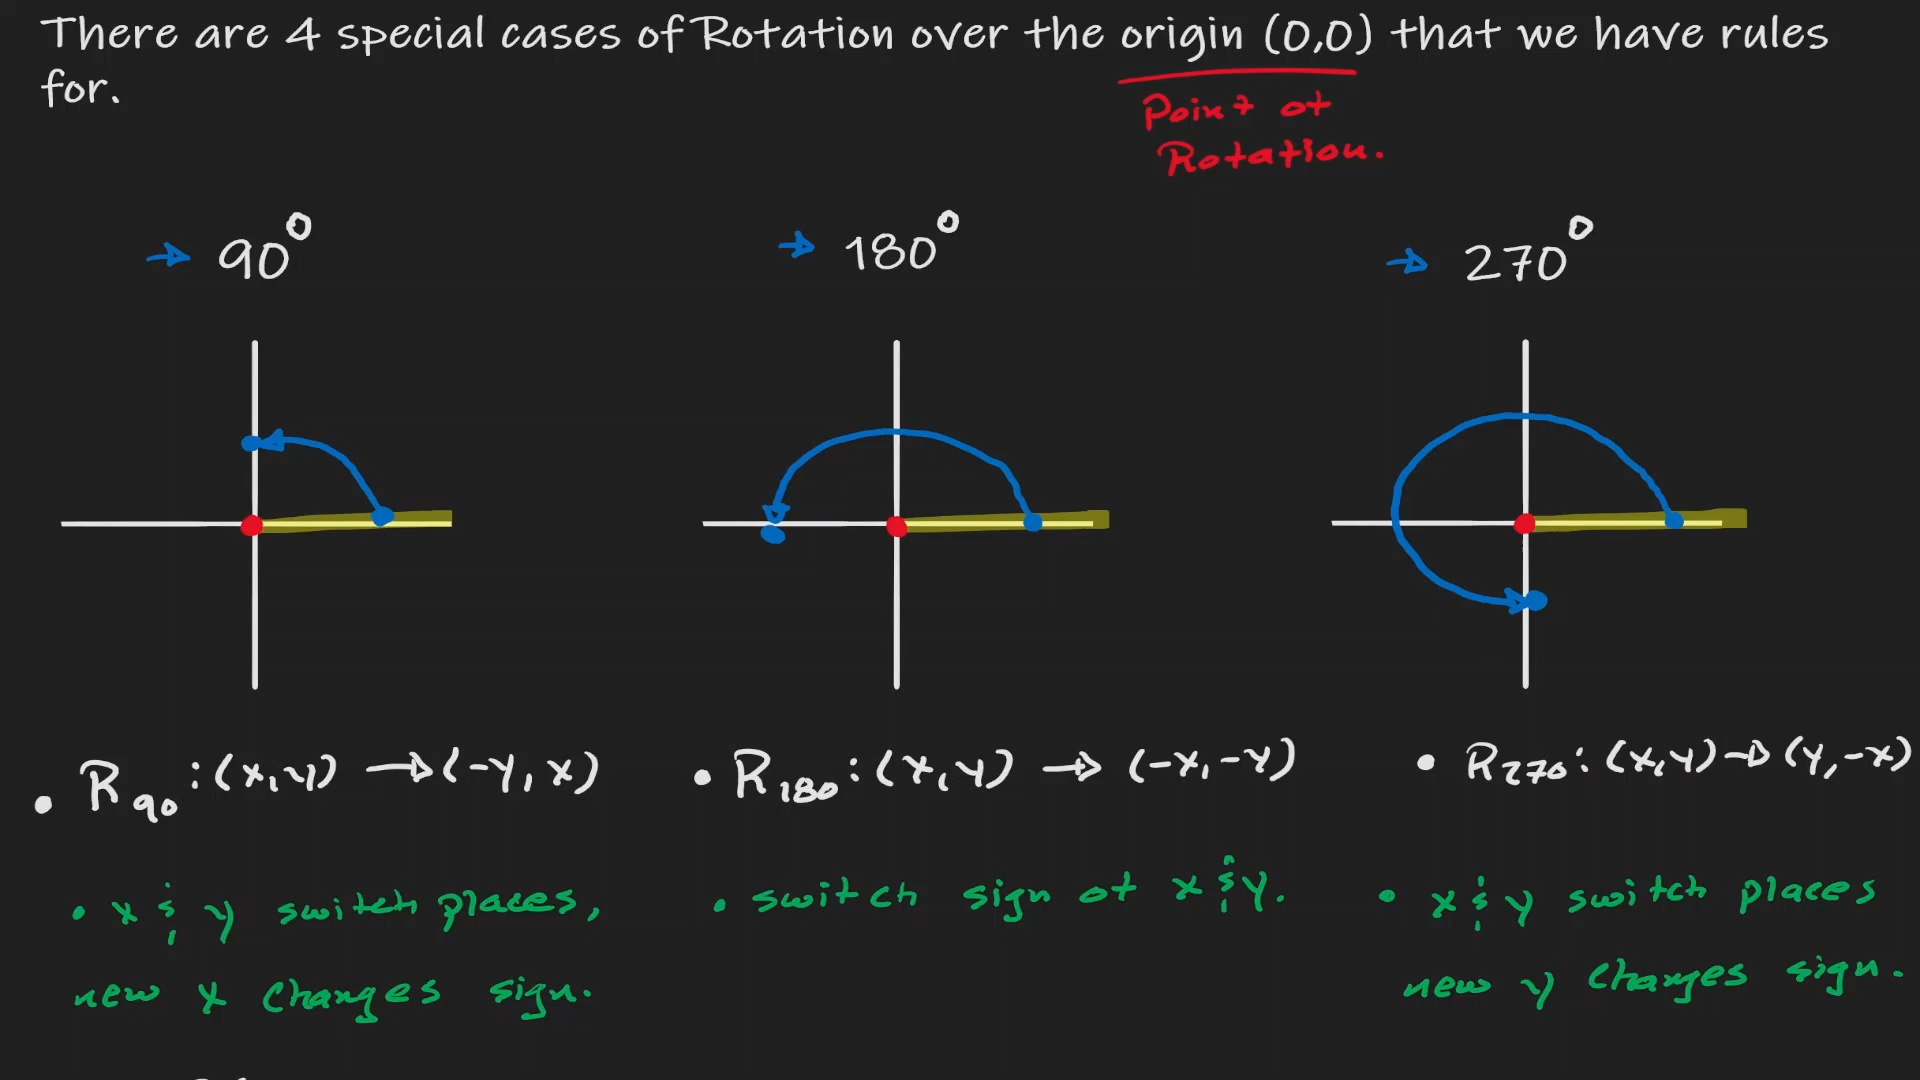 There are 4 special cases of Rotation over the origin (0,0) that we have rules
for.
Point of
Rotation.
→ 90°
→ 180°
→ 270°
• R90 : (x,y) → (-y, x)
• R180 : (x,y) → (-x,-y)
• R270 : (x,y) → (y,-x)
• x & y switch places,
new x changes sign.
• switch sign of x & y.
• x & y switch places
new y changes sign.